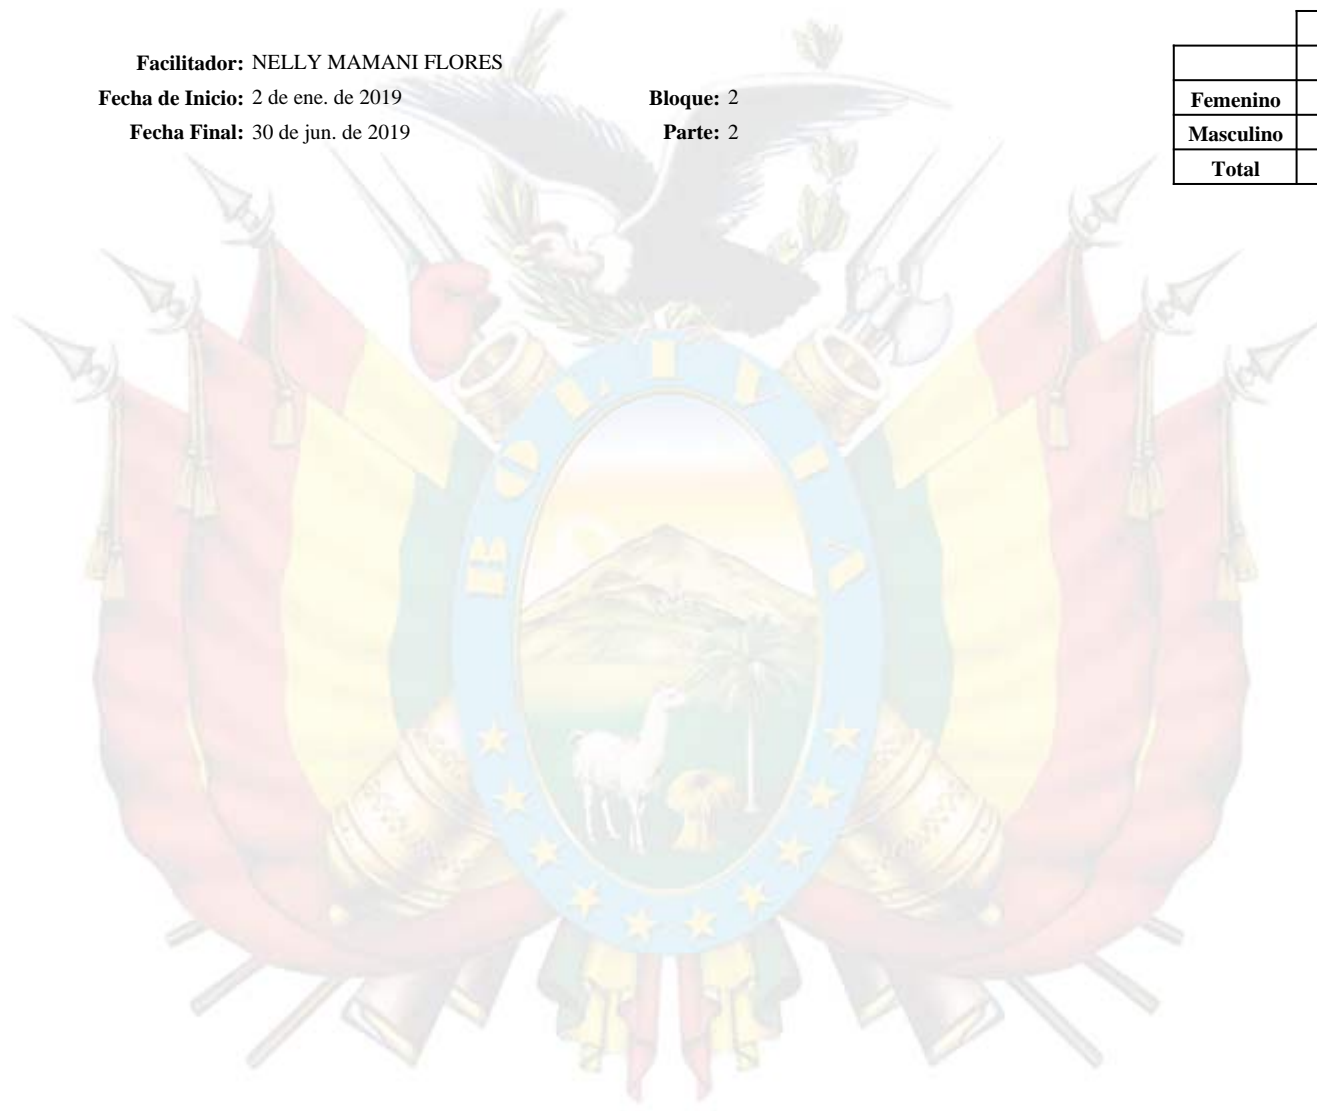 Facilitador: NELLY MAMANI FLORES
Fecha de Inicio: 2 de ene. de 2019 Bloque: 2
Fecha Final: 30 de jun. de 2019 Parte: 2
Femenino
Masculino
Total
BOLIVIA